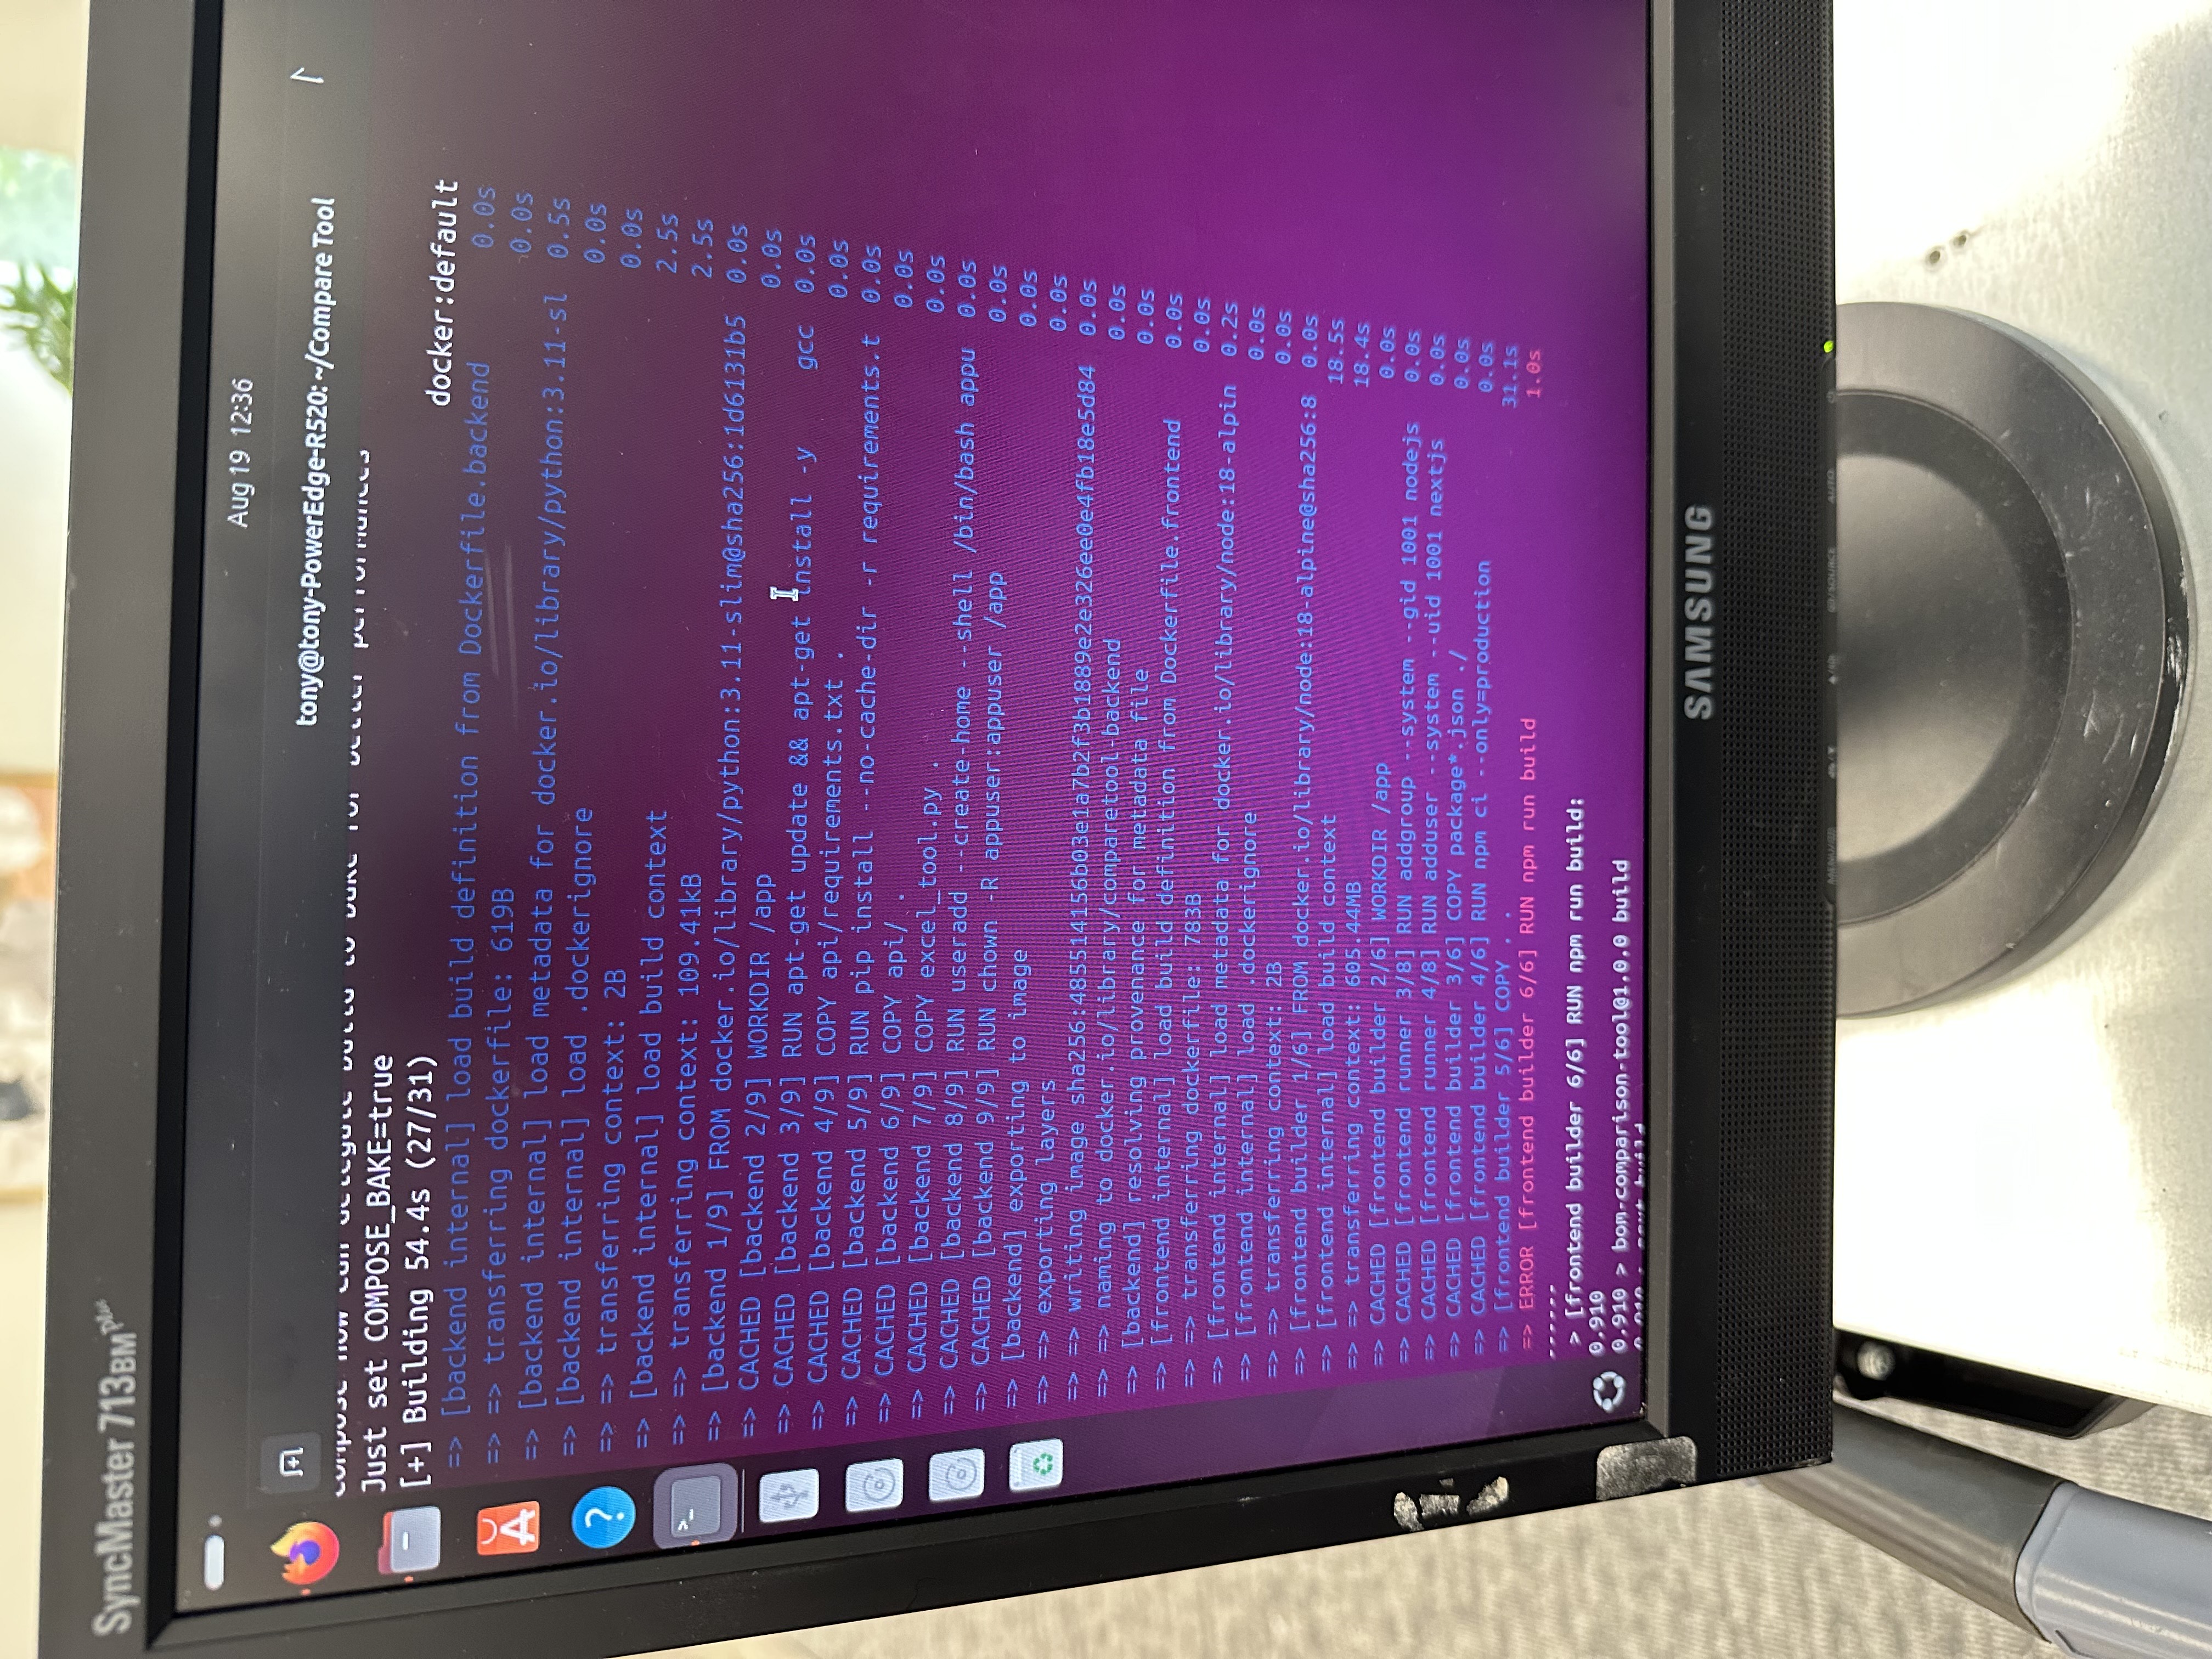 SyncMaster 713BM plus
Aug 19 12:36
tony@tony-PowerEdge-R520: ~/Compare Tool
Compose now can delegate build to bake for better performances
Just set COMPOSE_BAKE=true
[+] Building 54.4s (27/31) docker:default
=> [backend internal] load build definition from Dockerfile.backend 0.0s
=> => transferring dockerfile: 619B 0.0s
=> [backend internal] load metadata for docker.io/library/python:3.11-sl 0.5s
=> [backend internal] load .dockerignore 0.0s
=> => transferring context: 2B 0.0s
=> [backend internal] load build context 2.5s
=> => transferring context: 109.41kB 2.5s
=> [backend 1/9] FROM docker.io/library/python:3.11-slim@sha256:1d6131b5 0.0s
=> CACHED [backend 2/9] WORKDIR /app 0.0s
=> CACHED [backend 3/9] RUN apt-get update && apt-get install -y gcc 0.0s
=> CACHED [backend 4/9] COPY api/requirements.txt . 0.0s
=> CACHED [backend 5/9] RUN pip install --no-cache-dir -r requirements.t 0.0s
=> CACHED [backend 6/9] COPY api/ . 0.0s
=> CACHED [backend 7/9] COPY excel_tool.py . 0.0s
=> CACHED [backend 8/9] RUN useradd --create-home --shell /bin/bash appu 0.0s
=> CACHED [backend 9/9] RUN chown -R appuser:appuser /app 0.0s
=> [backend] exporting to image 0.0s
=> => exporting layers 0.0s
=> => writing image sha256:485514156b03e1a7b2f3b1889e2e326ee0e4fb18e5d84 0.0s
=> => naming to docker.io/library/comparetool-backend 0.0s
=> [backend] resolving provenance for metadata file 0.0s
=> [frontend internal] load build definition from Dockerfile.frontend 0.0s
=> => transferring dockerfile: 783B 0.0s
=> [frontend internal] load metadata for docker.io/library/node:18-alpin 0.2s
=> [frontend internal] load .dockerignore 0.0s
=> => transferring context: 2B 0.0s
=> [frontend builder 1/6] FROM docker.io/library/node:18-alpine@sha256:8 0.0s
=> [frontend internal] load build context 18.5s
=> => transferring context: 605.44MB 18.4s
=> CACHED [frontend builder 2/6] WORKDIR /app 0.0s
=> CACHED [frontend runner 3/8] RUN addgroup --system --gid 1001 nodejs 0.0s
=> CACHED [frontend runner 4/8] RUN adduser --system --uid 1001 nextjs 0.0s
=> CACHED [frontend builder 3/6] COPY package*.json ./ 0.0s
=> CACHED [frontend builder 4/6] RUN npm ci --only=production 0.0s
=> [frontend builder 5/6] COPY . . 31.1s
=> ERROR [frontend builder 6/6] RUN npm run build 1.0s
------
> [frontend builder 6/6] RUN npm run build:
0.910
0.910 > bom-comparison-tool@1.0.0 build
0.910 > next build
SAMSUNG
MENU/ /SOURCE AUTO